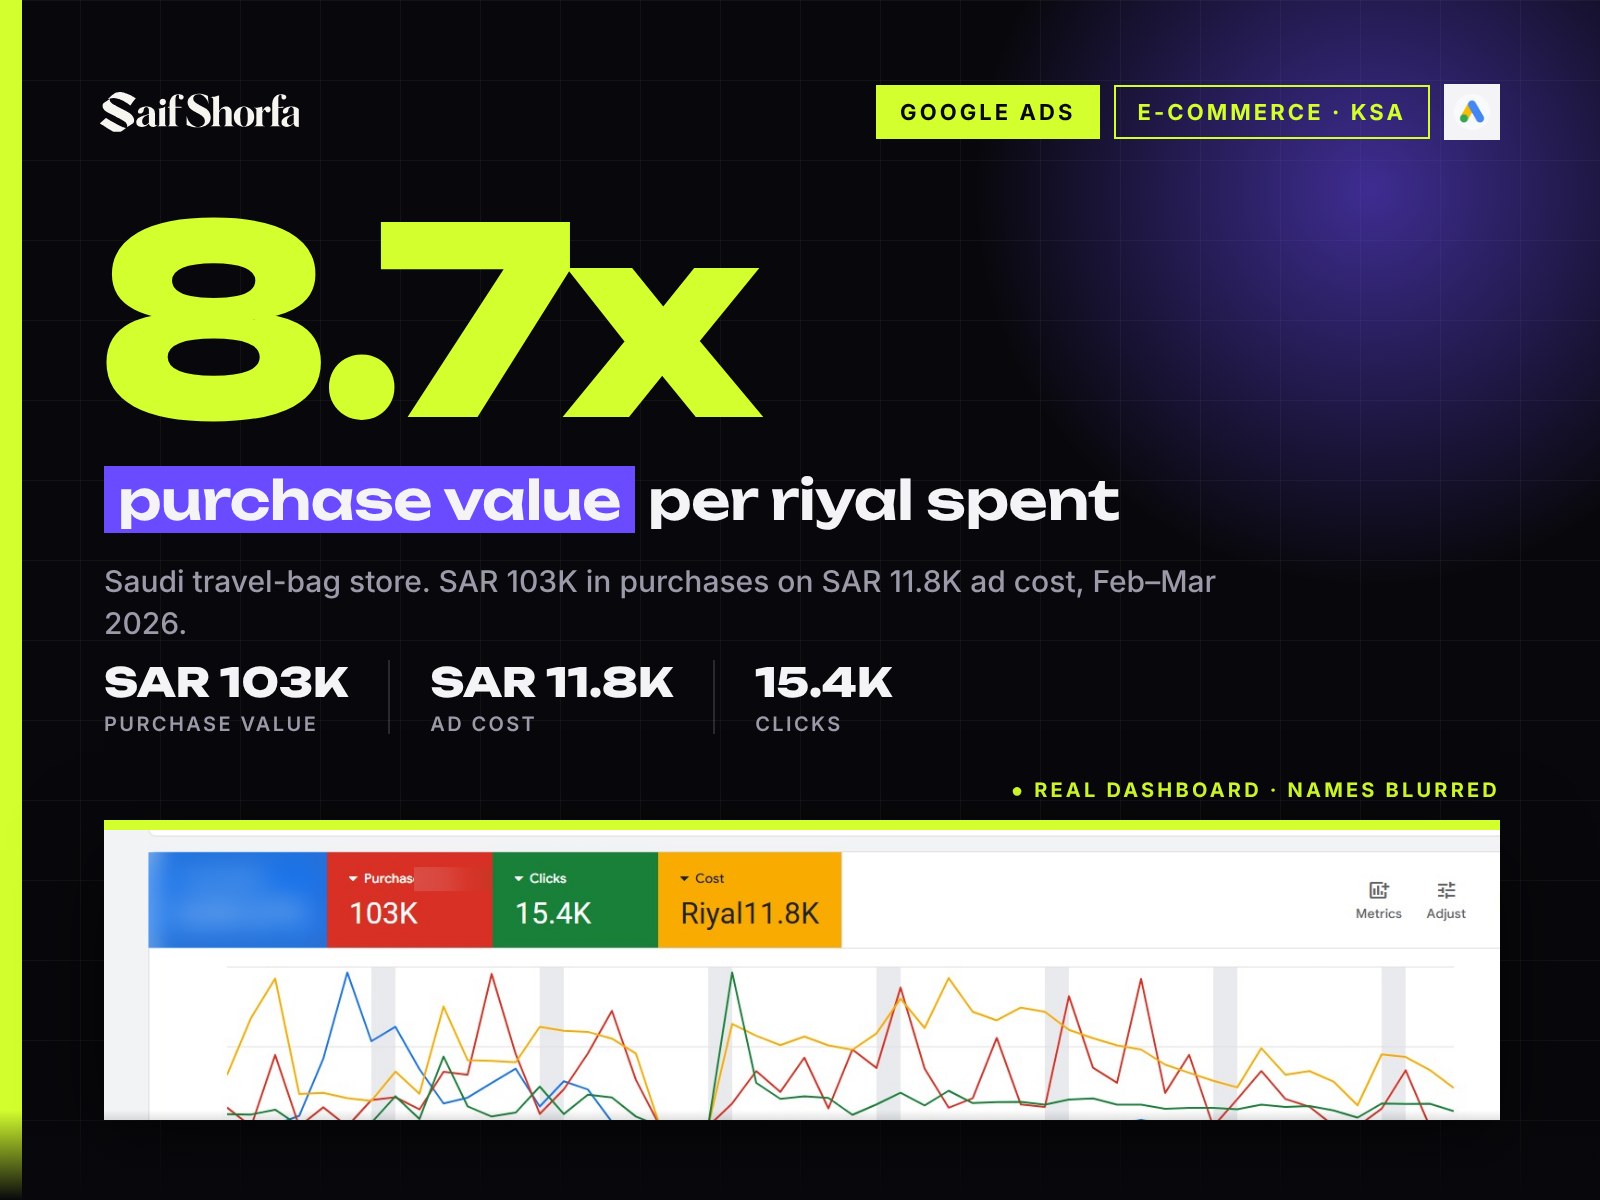 Saif Shorfa
GOOGLE ADS
E-COMMERCE · KSA
8.7x
purchase value per riyal spent
Saudi travel-bag store. SAR 103K in purchases on SAR 11.8K ad cost, Feb–Mar
2026.
SAR 103K
PURCHASE VALUE
SAR 11.8K
AD COST
15.4K
CLICKS
• REAL DASHBOARD · NAMES BLURRED
Purchas
103K
Clicks
15.4K
Cost
Riyal11.8K
Metrics
Adjust